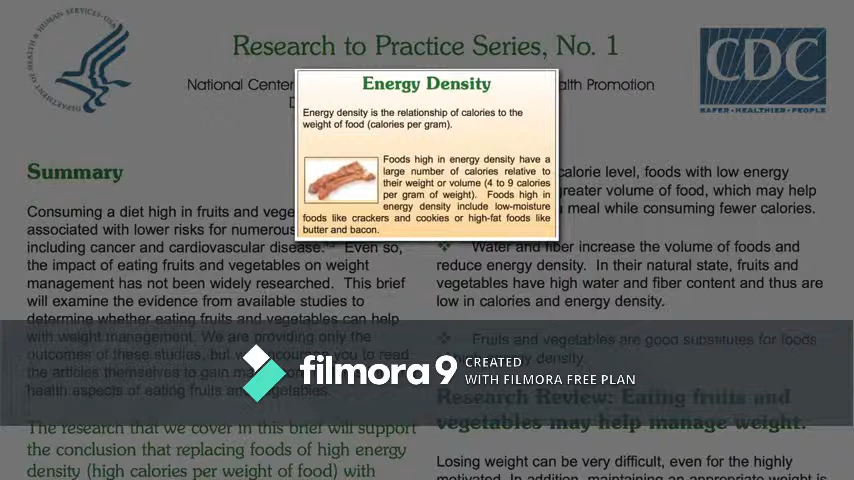 DEPARTMENT OF HEALTH & HUMAN SERVICES • USA
Research to Practice Series, No. 1
CDC
SAFER • HEALTHIER • PEOPLE
National Center
alth Promotion
D
Energy Density
Energy density is the relationship of calories to the
weight of food (calories per gram).
Foods high in energy density have a
large number of calories relative to
their weight or volume (4 to 9 calories
per gram of weight). Foods high in
energy density include low-moisture
foods like crackers and cookies or high-fat foods like
butter and bacon.
Summary
Consuming a diet high in fruits and vege
associated with lower risks for numerous
including cancer and cardiovascular disease. Even so,
the impact of eating fruits and vegetables on weight
management has not been widely researched. This brief
will examine the evidence from available studies to
determine whether eating fruits and vegetables can help
with weight management. We are providing only the
outcomes of these studies, but we encourage you to read
the articles themselves to gain
health aspects of eating fruits and vegetables.
The research that we cover in this brief will support
the conclusion that replacing foods of high energy
density (high calories per weight of food) with
calorie level, foods with low energy
greater volume of food, which may help
meal while consuming fewer calories.
❖ Water and fiber increase the volume of foods and
reduce energy density. In their natural state, fruits and
vegetables have high water and fiber content and thus are
low in calories and energy density.
❖ Fruits and vegetables are good substitutes for foods
density.
Research Review: Eating fruits and
vegetables may help manage weight.
Losing weight can be very difficult, even for the highly
motivated. In addition, maintaining an appropriate weight is
filmora9
CREATED
WITH FILMORA FREE PLAN